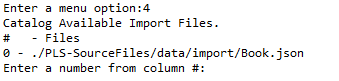 Enter a menu option:4
Catalog Available Import Files.
#   - Files
0 - ./PLS-SourceFiles/data/import/Book.json
Enter a number from column #: